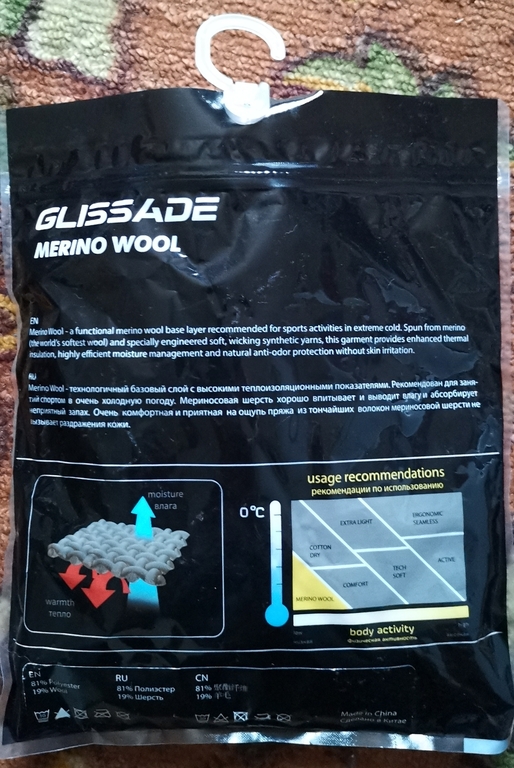 GLISSADE
MERINO WOOL
EN
Merino Wool - a functional merino wool base layer recommended for sports activities in extreme cold. Spun from merino
(the world's softest wool) and specially engineered soft, wicking synthetic yarns, this garment provides enhanced thermal
insulation, highly efficient moisture management and natural anti-odor protection without skin irritation.
RU
Merino Wool - технологичный базовый слой с высокими теплоизоляционными показателями. Рекомендован для заня-
тий спортом в очень холодную погоду. Мериносовая шерсть хорошо впитывает и выводит влагу и абсорбирует
неприятный запах. Очень комфортная и приятная на ощупь пряжа из тончайших волокон мериносовой шерсти не
вызывает раздражения кожи.
usage recommendations
рекомендации по использованию
moisture
влага
warmth
тепло
0°C
EXTRA LIGHT
ERGONOMIC
SEAMLESS
COTTON
DRY
TECH
SOFT
ACTIVE
COMFORT
MERINO WOOL
low
high
body activity
Физическая активность
EN
81% Polyester
19% Wool
RU
81% Полиэстер
19% Шерсть
CN
81%
19% 羊毛
Made in China
Сделано в Китае